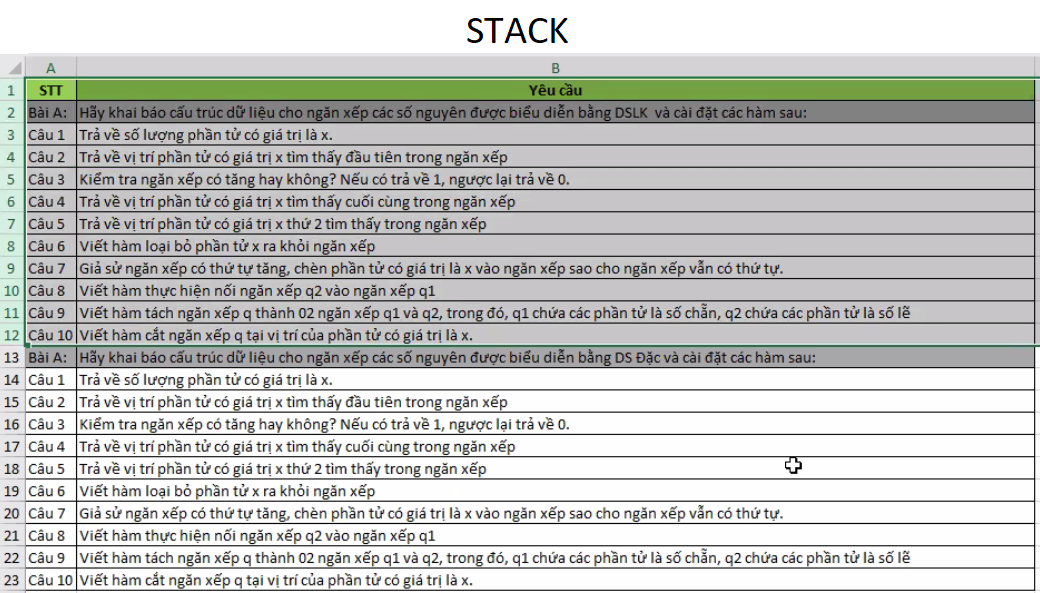 STACK
A B
1 STT Yêu cầu
2 Bài A: Hãy khai báo cấu trúc dữ liệu cho ngăn xếp các số nguyên được biểu diễn bằng DSLK và cài đặt các hàm sau:
3 Câu 1 Trả về số lượng phần tử có giá trị là x.
4 Câu 2 Trả về vị trí phần tử có giá trị x tìm thấy đầu tiên trong ngăn xếp
5 Câu 3 Kiểm tra ngăn xếp có tăng hay không? Nếu có trả về 1, ngược lại trả về 0.
6 Câu 4 Trả về vị trí phần tử có giá trị x tìm thấy cuối cùng trong ngăn xếp
7 Câu 5 Trả về vị trí phần tử có giá trị x thứ 2 tìm thấy trong ngăn xếp
8 Câu 6 Viết hàm loại bỏ phần tử x ra khỏi ngăn xếp
9 Câu 7 Giả sử ngăn xếp có thứ tự tăng, chèn phần tử có giá trị là x vào ngăn xếp sao cho ngăn xếp vẫn có thứ tự.
10 Câu 8 Viết hàm thực hiện nối ngăn xếp q2 vào ngăn xếp q1
11 Câu 9 Viết hàm tách ngăn xếp q thành 02 ngăn xếp q1 và q2, trong đó, q1 chứa các phần tử là số chẵn, q2 chứa các phần tử là số lẽ
12 Câu 10 Viết hàm cắt ngăn xếp q tại vị trí của phần tử có giá trị là x.
13 Bài A: Hãy khai báo cấu trúc dữ liệu cho ngăn xếp các số nguyên được biểu diễn bằng DS Đặc và cài đặt các hàm sau:
14 Câu 1 Trả về số lượng phần tử có giá trị là x.
15 Câu 2 Trả về vị trí phần tử có giá trị x tìm thấy đầu tiên trong ngăn xếp
16 Câu 3 Kiểm tra ngăn xếp có tăng hay không? Nếu có trả về 1, ngược lại trả về 0.
17 Câu 4 Trả về vị trí phần tử có giá trị x tìm thấy cuối cùng trong ngăn xếp
18 Câu 5 Trả về vị trí phần tử có giá trị x thứ 2 tìm thấy trong ngăn xếp
19 Câu 6 Viết hàm loại bỏ phần tử x ra khỏi ngăn xếp
20 Câu 7 Giả sử ngăn xếp có thứ tự tăng, chèn phần tử có giá trị là x vào ngăn xếp sao cho ngăn xếp vẫn có thứ tự.
21 Câu 8 Viết hàm thực hiện nối ngăn xếp q2 vào ngăn xếp q1
22 Câu 9 Viết hàm tách ngăn xếp q thành 02 ngăn xếp q1 và q2, trong đó, q1 chứa các phần tử là số chẵn, q2 chứa các phần tử là số lẽ
23 Câu 10 Viết hàm cắt ngăn xếp q tại vị trí của phần tử có giá trị là x.